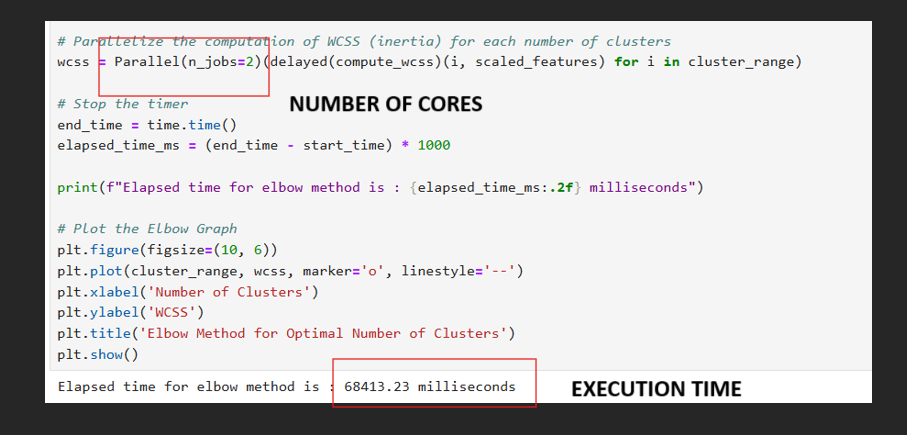 # Parallelize the computation of WCSS (inertia) for each number of clusters
wcss = Parallel(n_jobs=2)(delayed(compute_wcss)(i, scaled_features) for i in cluster_range)
NUMBER OF CORES
# Stop the timer
end_time = time.time()
elapsed_time_ms = (end_time - start_time) * 1000
print(f"Elapsed time for elbow method is : {elapsed_time_ms:.2f} milliseconds")
# Plot the Elbow Graph
plt.figure(figsize=(10, 6))
plt.plot(cluster_range, wcss, marker='o', linestyle='--')
plt.xlabel('Number of Clusters')
plt.ylabel('WCSS')
plt.title('Elbow Method for Optimal Number of Clusters')
plt.show()
Elapsed time for elbow method is : 68413.23 milliseconds
EXECUTION TIME